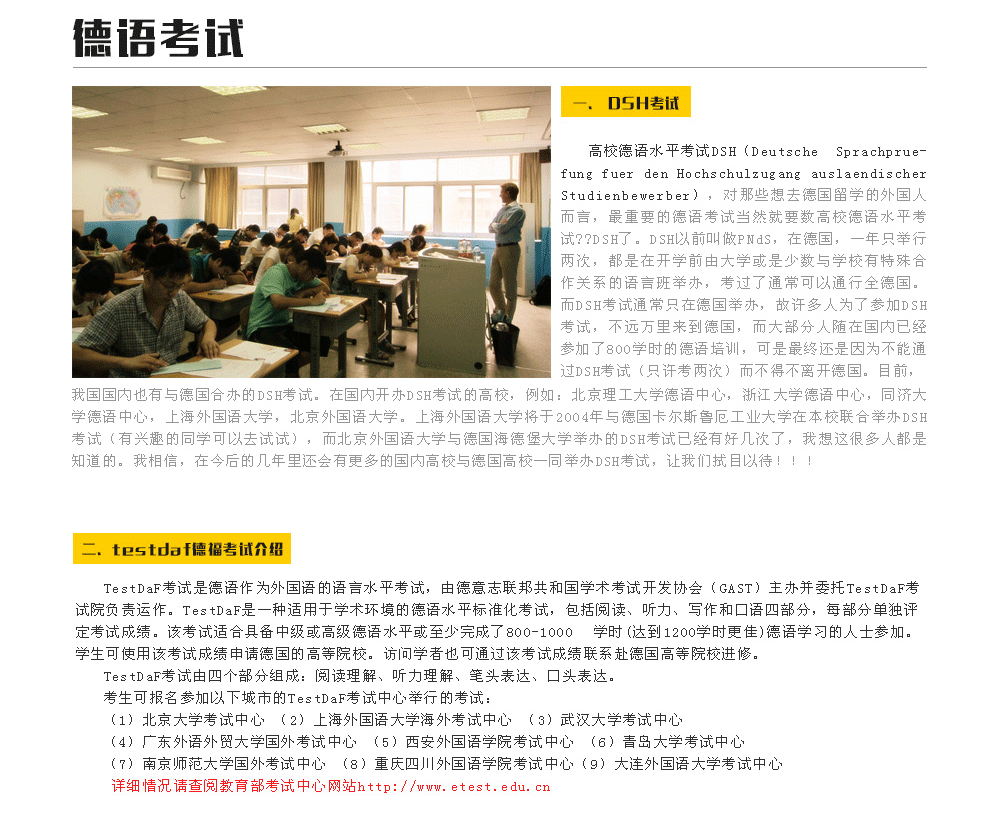 德语考试
一. DSH考试
高校德语水平考试DSH（Deutsche Sprachprue-
fung fuer den Hochschulzugang auslaendischer
Studienbewerber），对那些想去德国留学的外国人
而言，最重要的德语考试当然就要数高校德语水平考
试??DSH了。DSH以前叫做PNdS，在德国，一年只举行
两次，都是在开学前由大学或是少数与学校有特殊合
作关系的语言班举办，考过了通常可以通行全德国。
而DSH考试通常只在德国举办，故许多人为了参加DSH
考试，不远万里来到德国，而大部分人随在国内已经
参加了800学时的德语培训，可是最终还是因为不能通
过DSH考试（只许考两次）而不得不离开德国。目前，
我国国内也有与德国合办的DSH考试。在国内开办DSH考试的高校，例如：北京理工大学德语中心，浙江大学德语中心，同济大
学德语中心，上海外国语大学，北京外国语大学。上海外国语大学将于2004年与德国卡尔斯鲁厄工业大学在本校联合举办DSH
考试（有兴趣的同学可以去试试），而北京外国语大学与德国海德堡大学举办的DSH考试已经有好几次了，我想这很多人都是
知道的。我相信，在今后的几年里还会有更多的国内高校与德国高校一同举办DSH考试，让我们拭目以待！！！
二. testdaf德福考试介绍
TestDaF考试是德语作为外国语的语言水平考试，由德意志联邦共和国学术考试开发协会（GAST）主办并委托TestDaF考
试院负责运作。TestDaF是一种适用于学术环境的德语水平标准化考试，包括阅读、听力、写作和口语四部分，每部分单独评
定考试成绩。该考试适合具备中级或高级德语水平或至少完成了800-1000 学时(达到1200学时更佳)德语学习的人士参加。
学生可使用该考试成绩申请德国的高等院校。访问学者也可通过该考试成绩联系赴德国高等院校进修。
TestDaF考试由四个部分组成：阅读理解、听力理解、笔头表达、口头表达。
考生可报名参加以下城市的TestDaF考试中心举行的考试：
（1）北京大学考试中心 （2）上海外国语大学海外考试中心 （3）武汉大学考试中心
（4）广东外语外贸大学国外考试中心 （5）西安外国语学院考试中心 （6）青岛大学考试中心
（7）南京师范大学国外考试中心 （8）重庆四川外国语学院考试中心（9）大连外国语大学考试中心
详细情况请查阅教育部考试中心网站http://www.etest.edu.cn